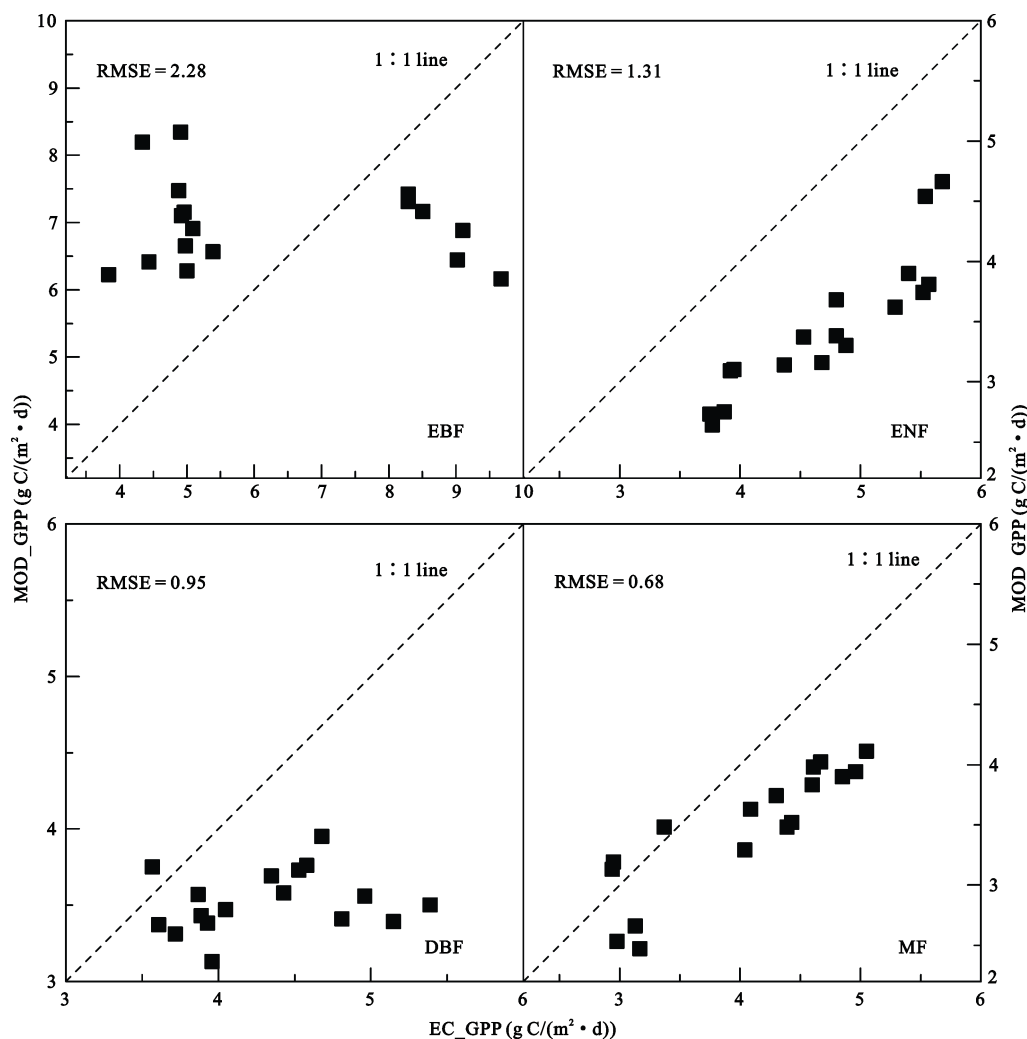 10
9
8
7
6
5
4
RMSE = 2.28
1 : 1 line
EBF
4
5
6
7
8
9
10
RMSE = 1.31
1 : 1 line
ENF
6
5
4
3
2
3
4
5
6
MOD_GPP (g C/(m² • d))
MOD GPP (g C/(m² • d))
6
5
4
3
RMSE = 0.95
1 : 1 line
DBF
3
4
5
6
RMSE = 0.68
1 : 1 line
MF
6
5
4
3
2
3
4
5
6
EC_GPP (g C/(m² • d))